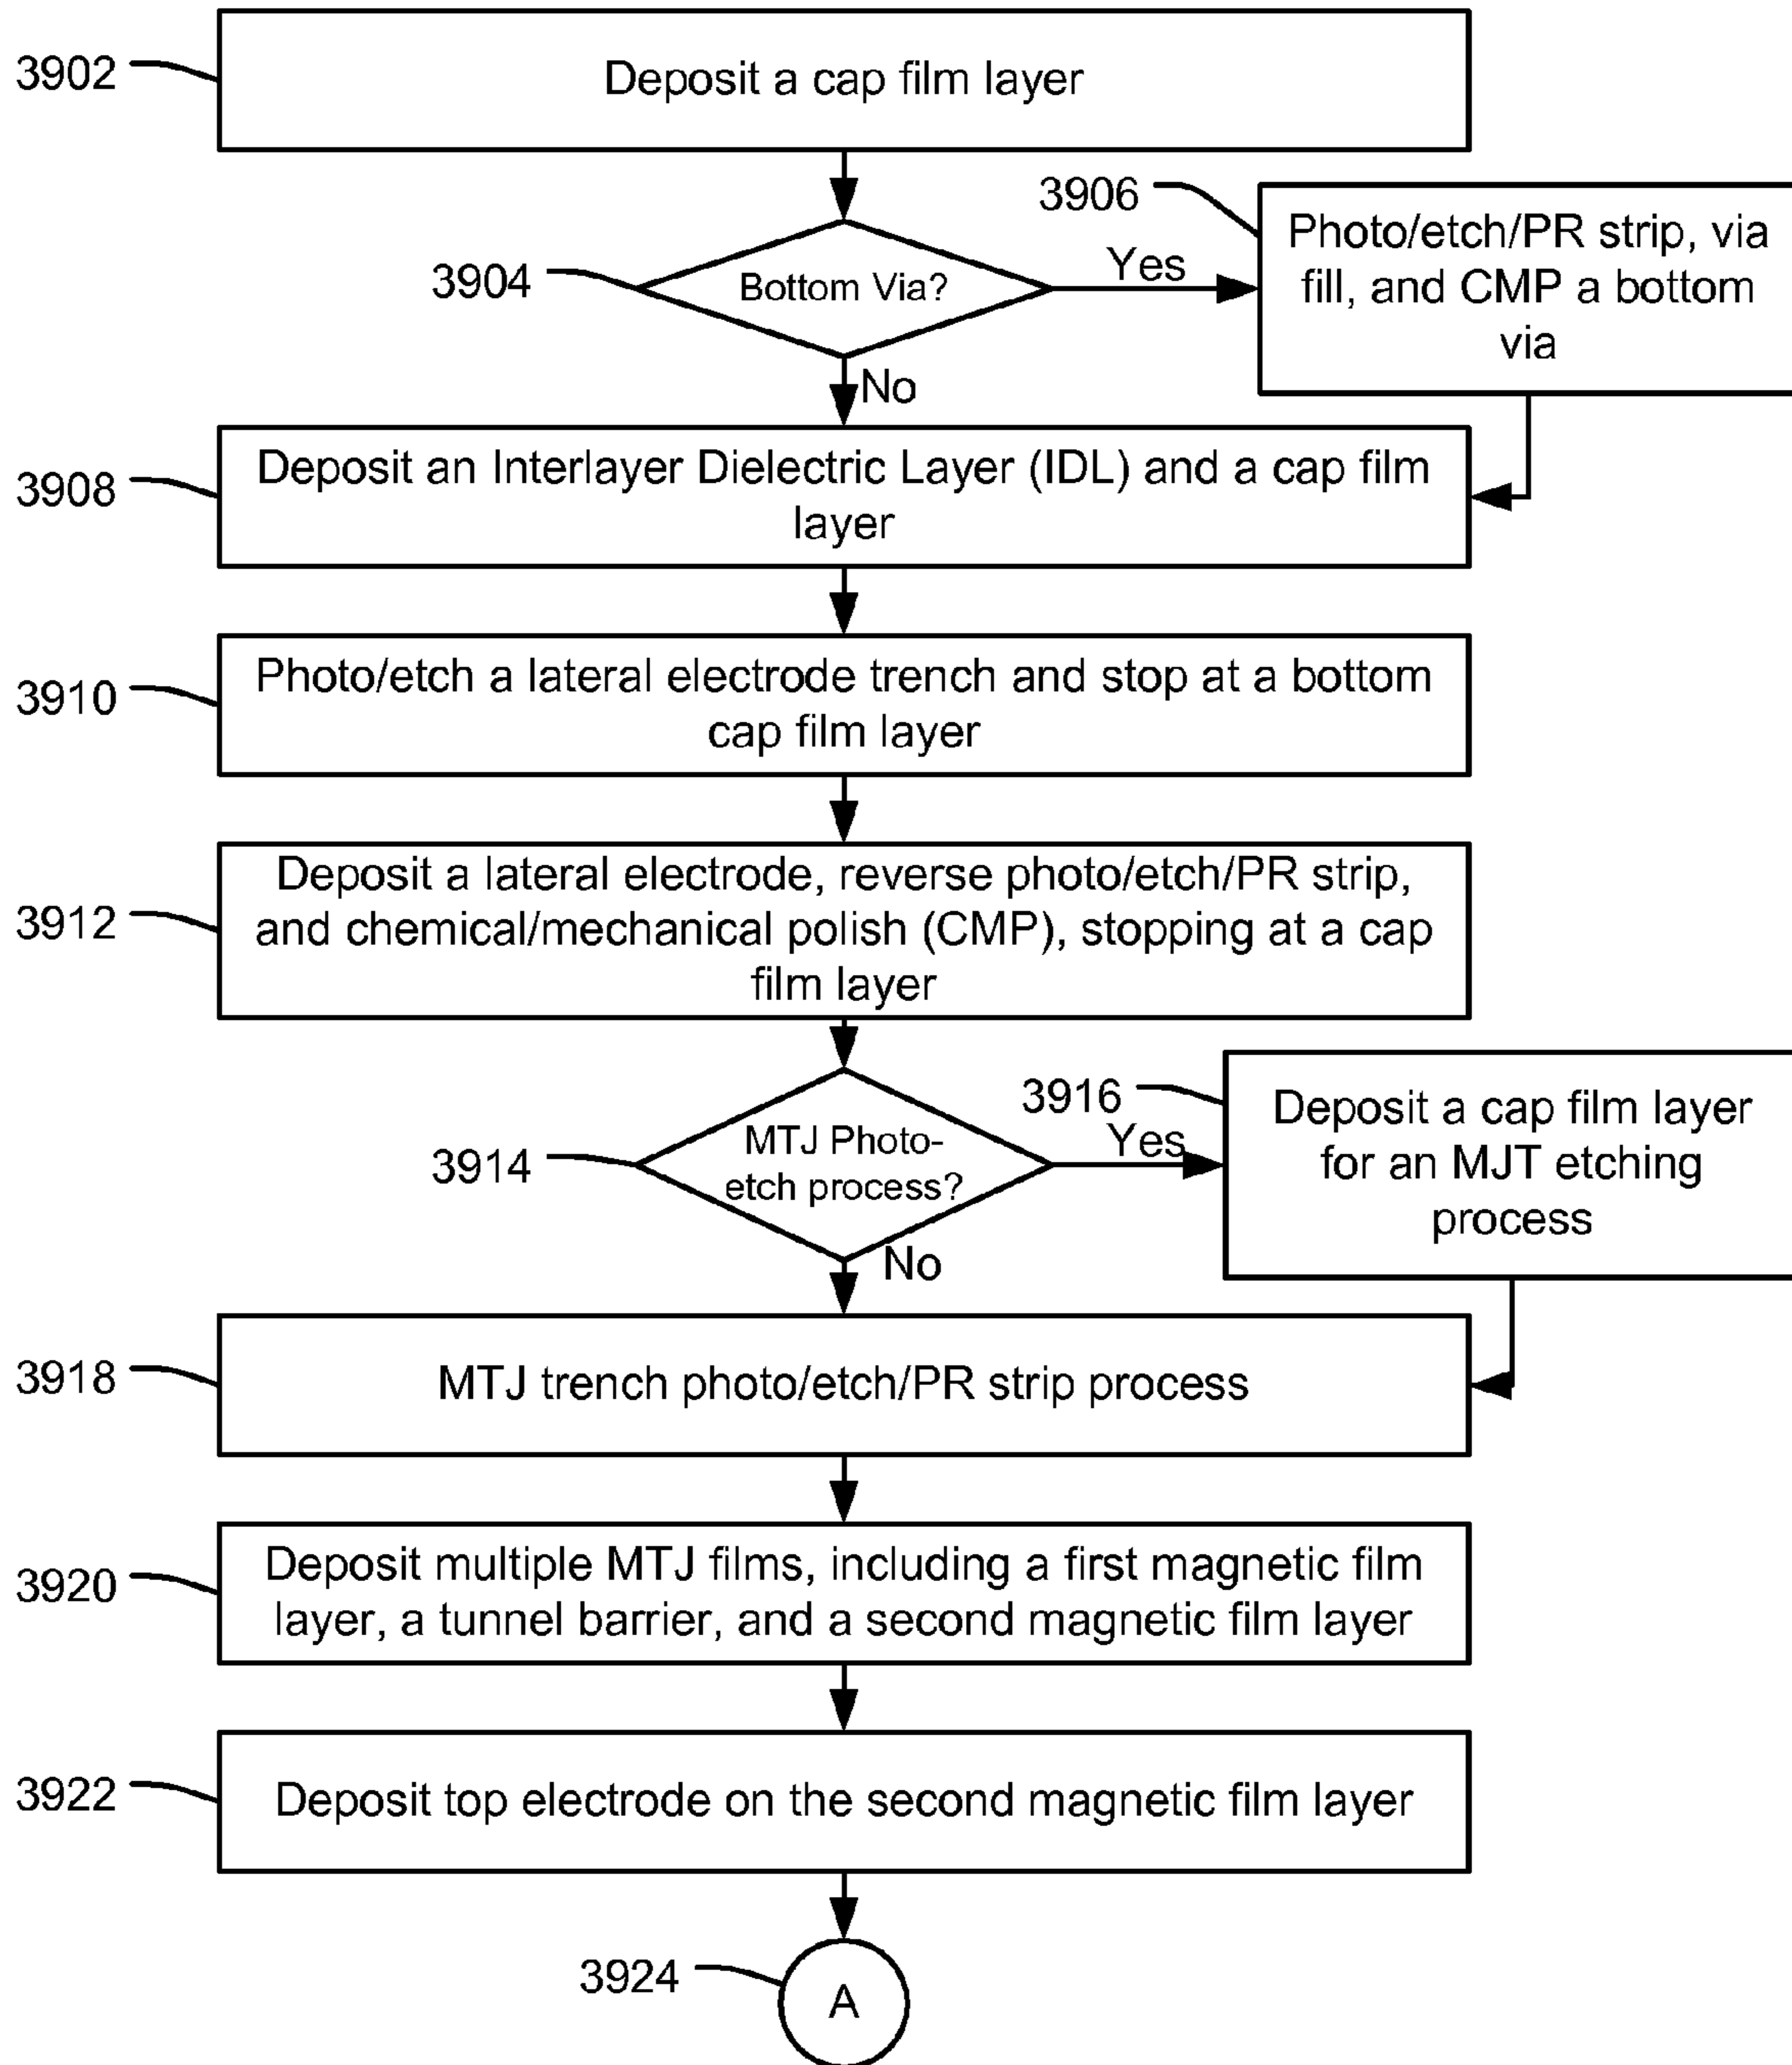 3902
Deposit a cap film layer
3904
Bottom Via?
Yes
3906
Photo/etch/PR strip, via
fill, and CMP a bottom
via
No
3908
Deposit an Interlayer Dielectric Layer (IDL) and a cap film
layer
3910
Photo/etch a lateral electrode trench and stop at a bottom
cap film layer
3912
Deposit a lateral electrode, reverse photo/etch/PR strip,
and chemical/mechanical polish (CMP), stopping at a cap
film layer
3914
MTJ Photo-
etch process?
Yes
3916
Deposit a cap film layer
for an MJT etching
process
No
3918
MTJ trench photo/etch/PR strip process
3920
Deposit multiple MTJ films, including a first magnetic film
layer, a tunnel barrier, and a second magnetic film layer
3922
Deposit top electrode on the second magnetic film layer
3924
A